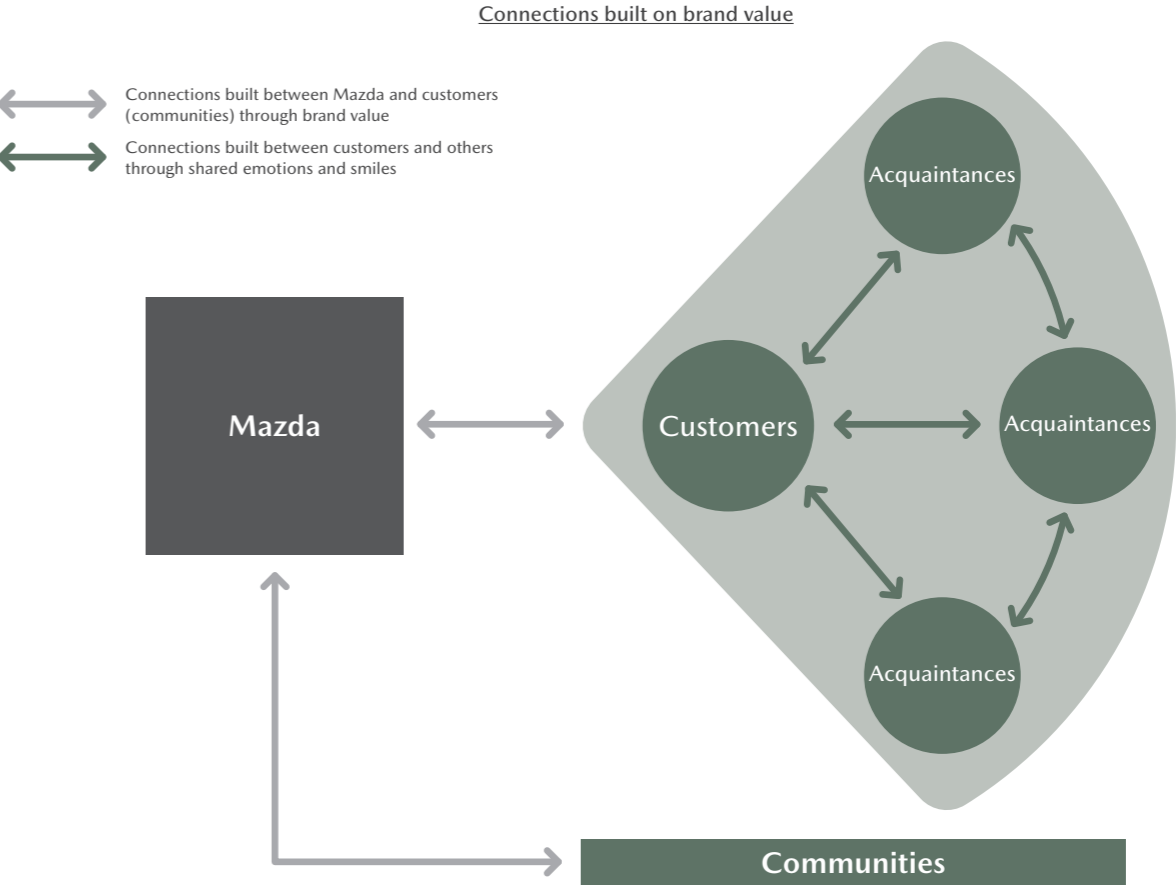 Connections built on brand value
Connections built between Mazda and customers
(communities) through brand value
Connections built between customers and others
through shared emotions and smiles
Acquaintances
Mazda
Customers
Acquaintances
Acquaintances
Communities